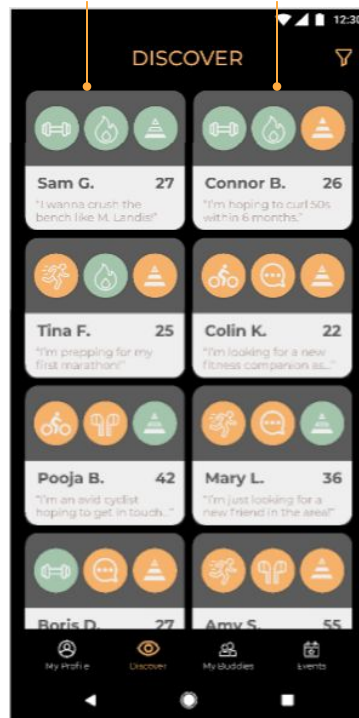 12:30
DISCOVER
Sam G. 27
"I wanna crush the
bench like M. Landis!"
Connor B. 26
"I'm hoping to curl 50s
within 6 months."
Tina F. 25
"I'm prepping for my
first marathon!"
Colin K. 22
"I'm looking for a new
fitness companion as..."
Pooja B. 42
"I'm an avid cyclist
hoping to get in touch..."
Mary L. 36
"I'm just looking for a
new friend in the area!"
Boris D. 27
Amy S. 55
My Profile
Discover
My Buddies
Events